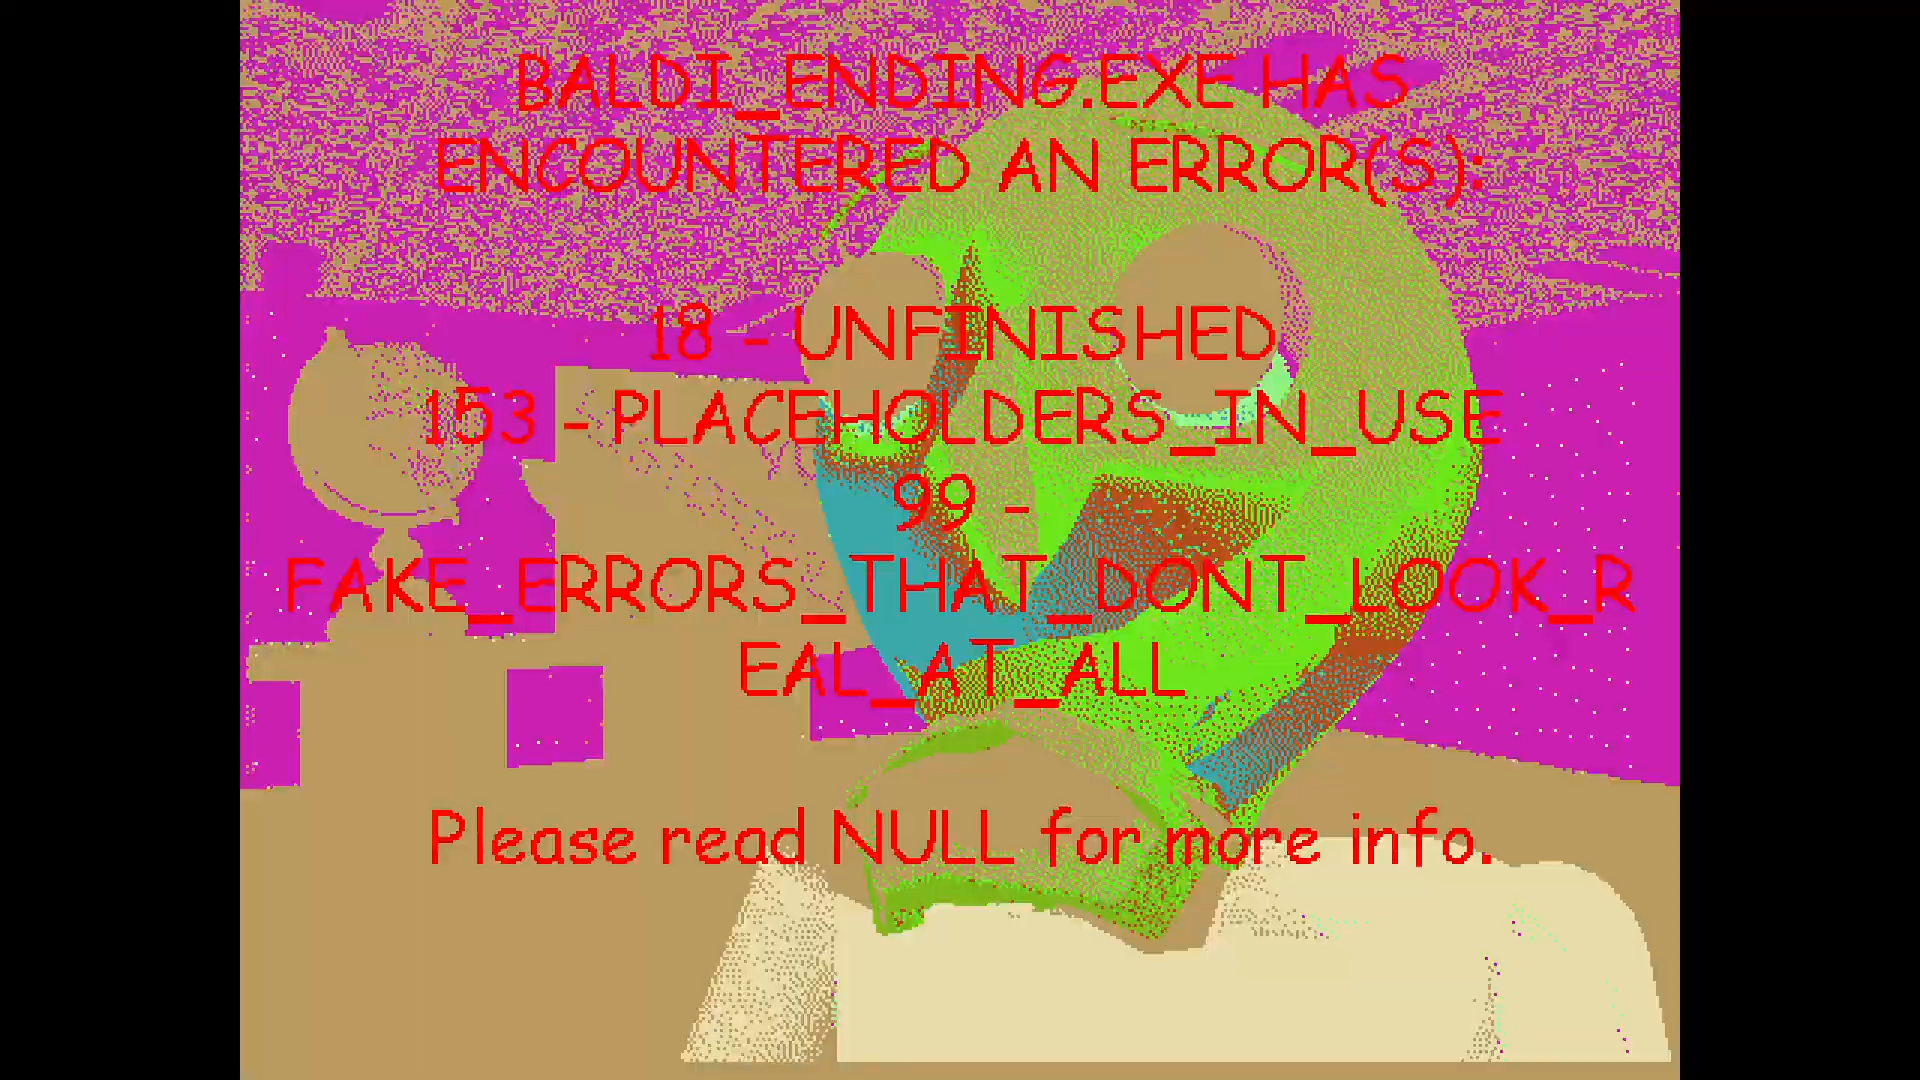 BALDI_ENDING.EXE HAS
ENCOUNTERED AN ERROR(S):
18 - UNFINISHED
153 - PLACEHOLDERS_IN_USE
99 -
FAKE_ERRORS_THAT_DONT_LOOK_R
EAL_AT_ALL
Please read NULL for more info.